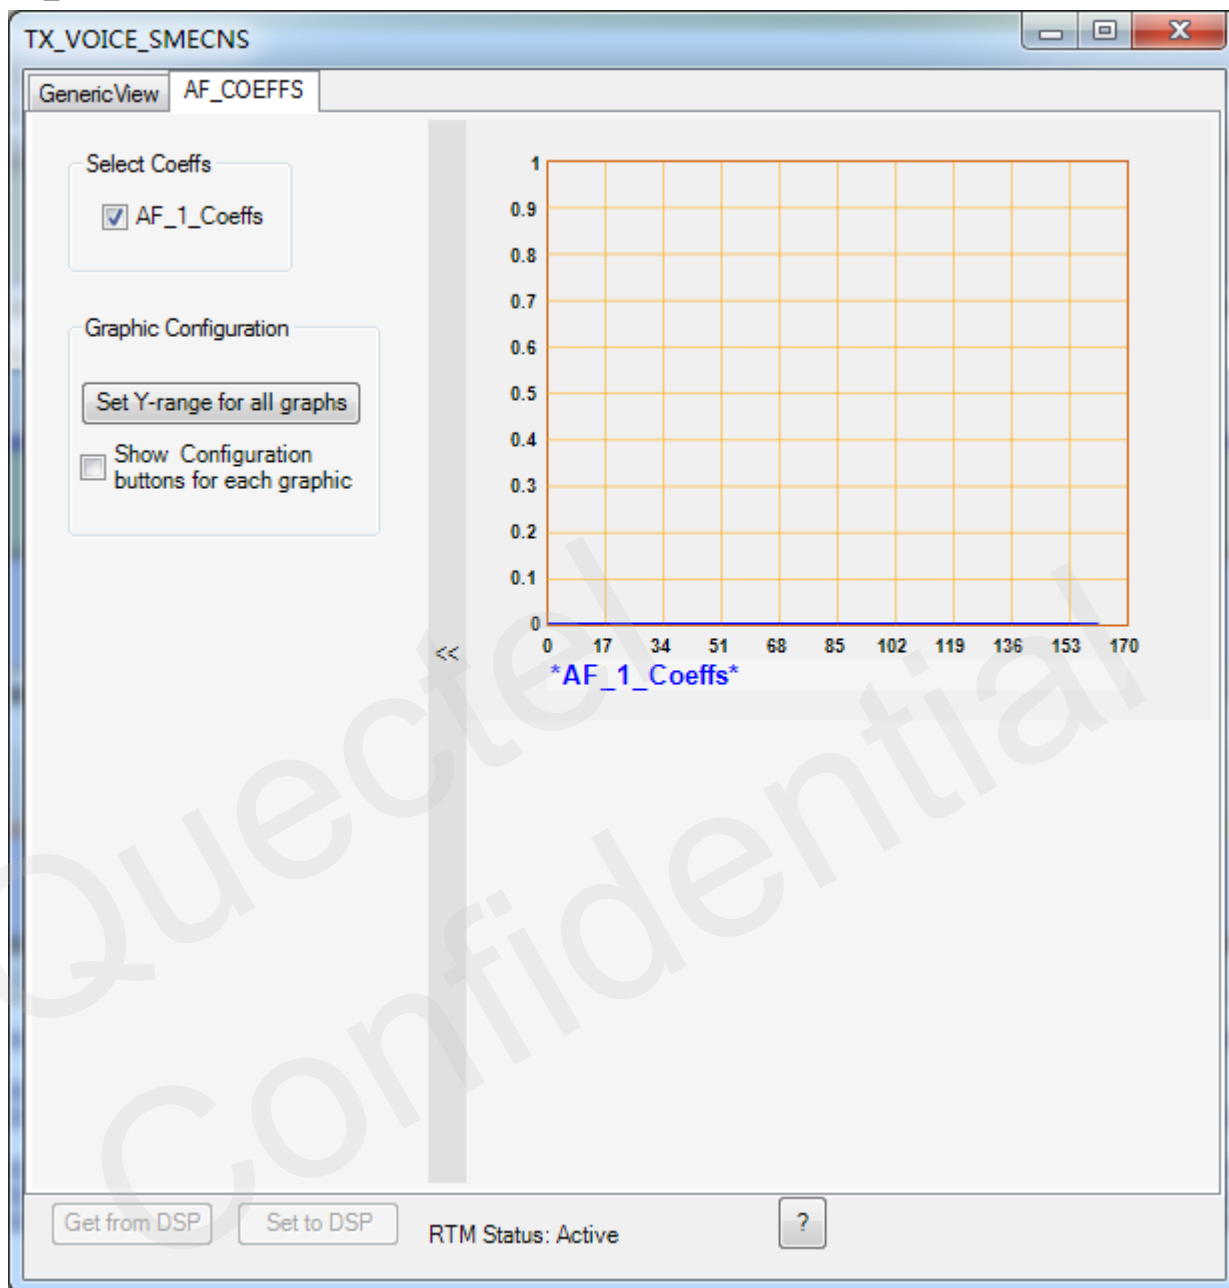 TX_VOICE_SMECNS
GenericView AF_COEFFS
Select Coeffs
AF_1_Coeffs
Graphic Configuration
Set Y-range for all graphs
Show Configuration
buttons for each graphic
<<
1
0.9
0.8
0.7
0.6
0.5
0.4
0.3
0.2
0.1
0
0 17 34 51 68 85 102 119 136 153 170
*AF_1_Coeffs*
Quectel
Confidential
Get from DSP Set to DSP RTM Status: Active ?